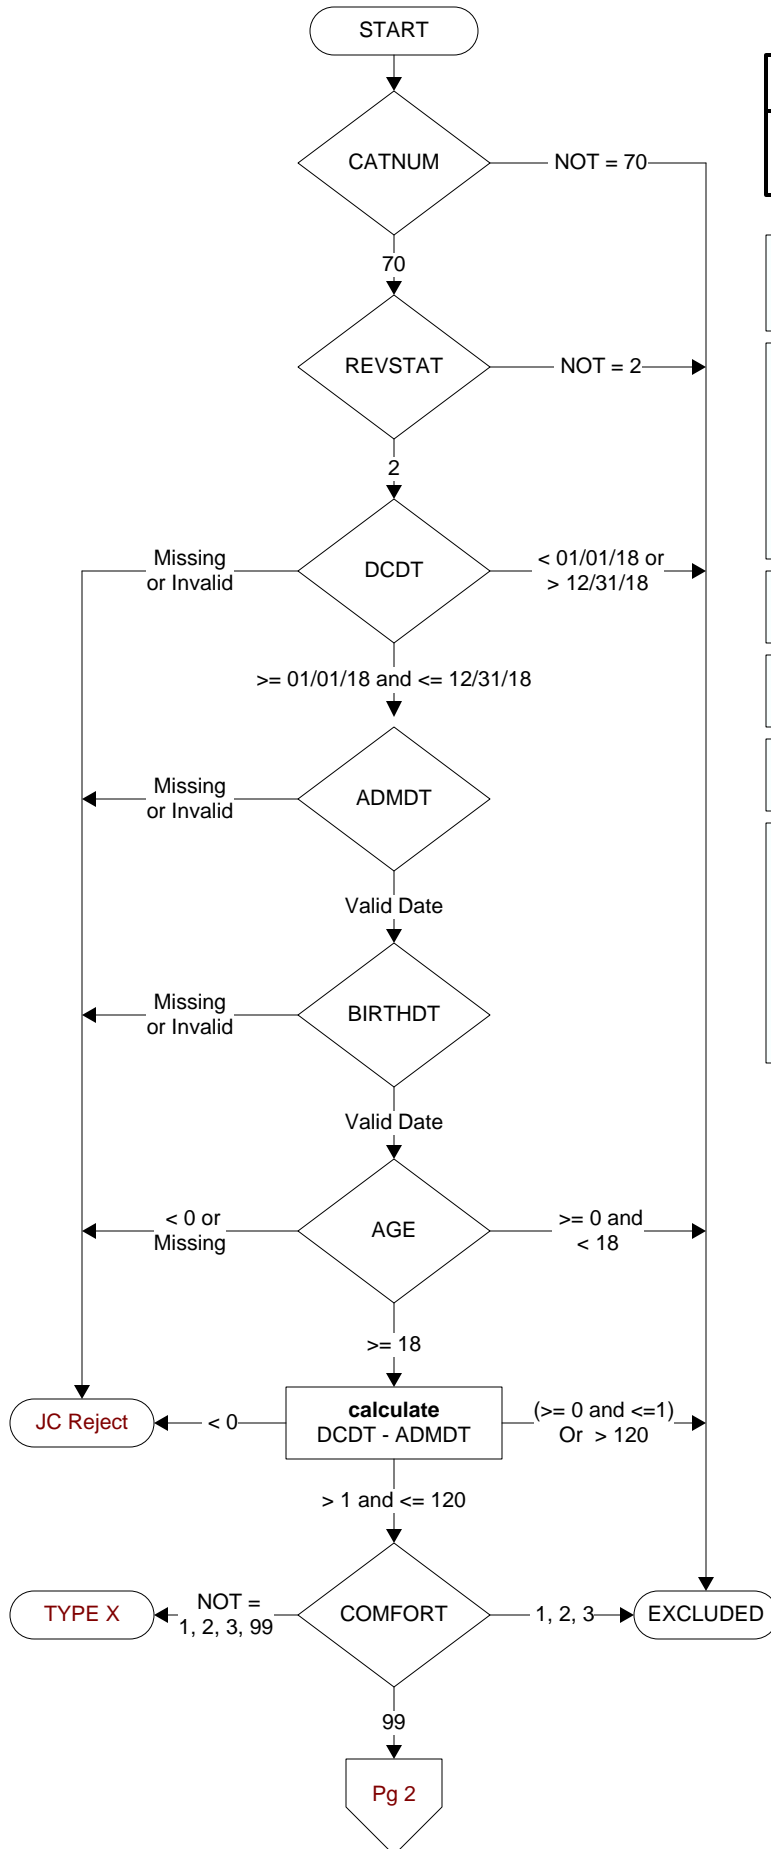 START
CATNUM
NOT = 70
70
REVSTAT
NOT = 2
2
Missing
or Invalid
DCDT
< 01/01/18 or
> 12/31/18
>= 01/01/18 and <= 12/31/18
Missing
or Invalid
ADMDT
Valid Date
Missing
or Invalid
BIRTHDT
Valid Date
< 0 or
Missing
AGE
>= 0 and
< 18
>= 18
JC Reject
< 0
calculate
DCDT - ADMDT
(>= 0 and <=1)
Or > 120
> 1 and <= 120
TYPE X
NOT =
1, 2, 3, 99
COMFORT
1, 2, 3
EXCLUDED
99
Pg 2